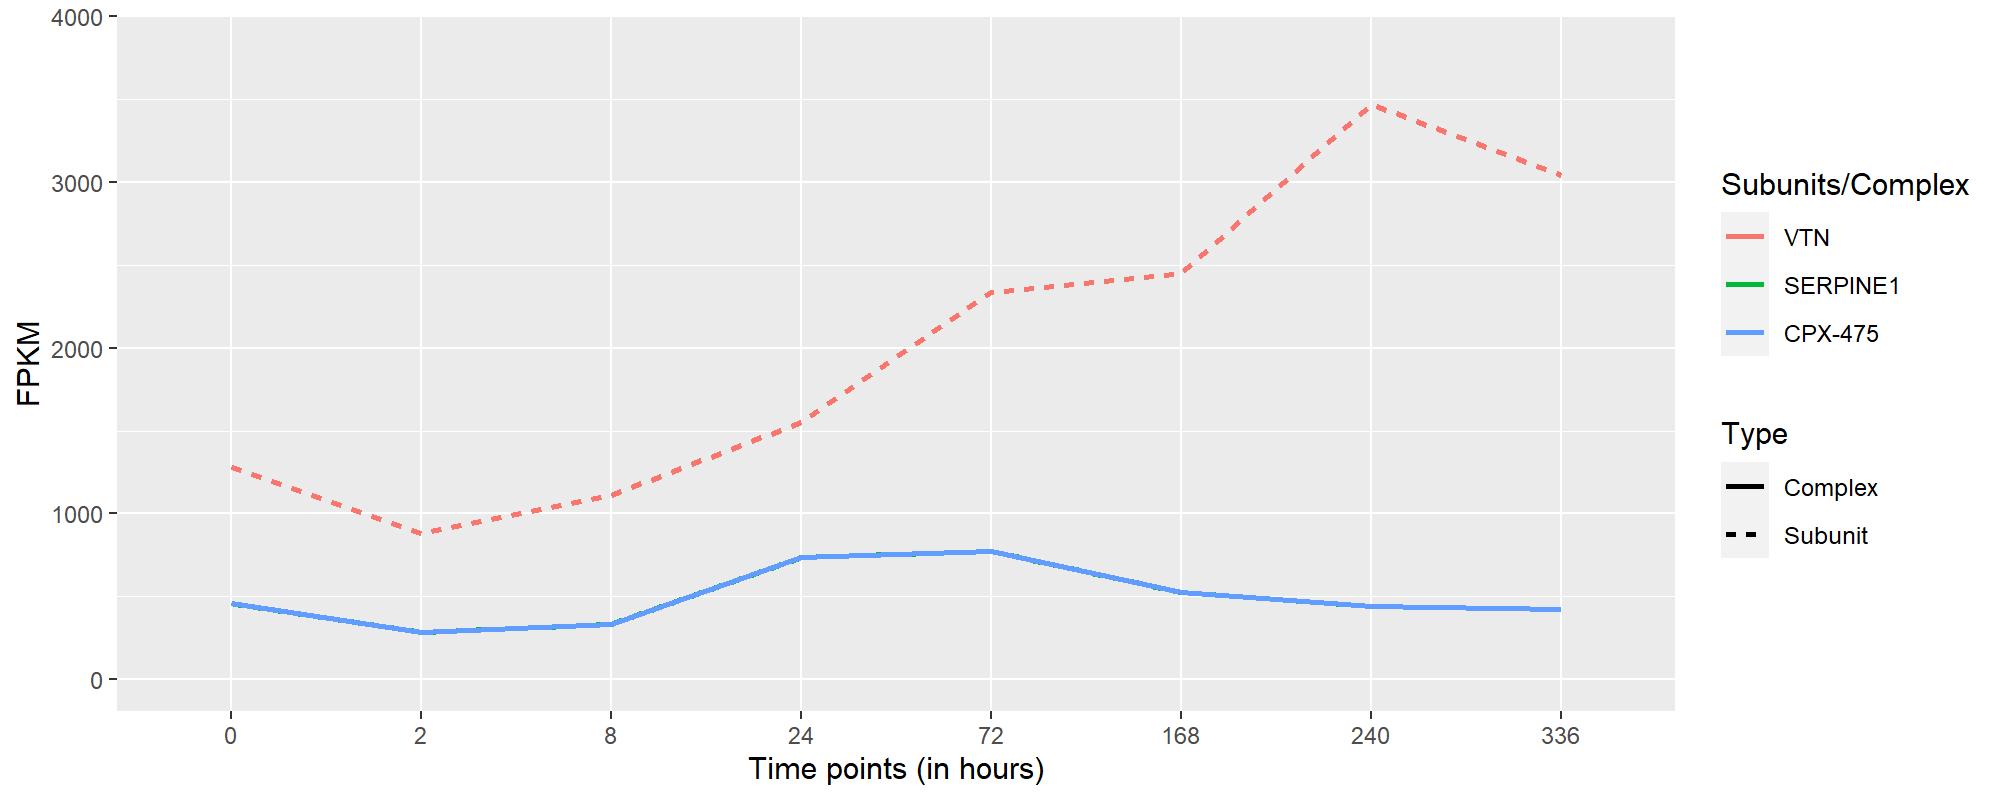 4000
3000
2000
1000
0
FPKM
0 2 8 24 72 168 240 336
Time points (in hours)
Subunits/Complex
VTN
SERPINE1
CPX-475
Type
Complex
Subunit